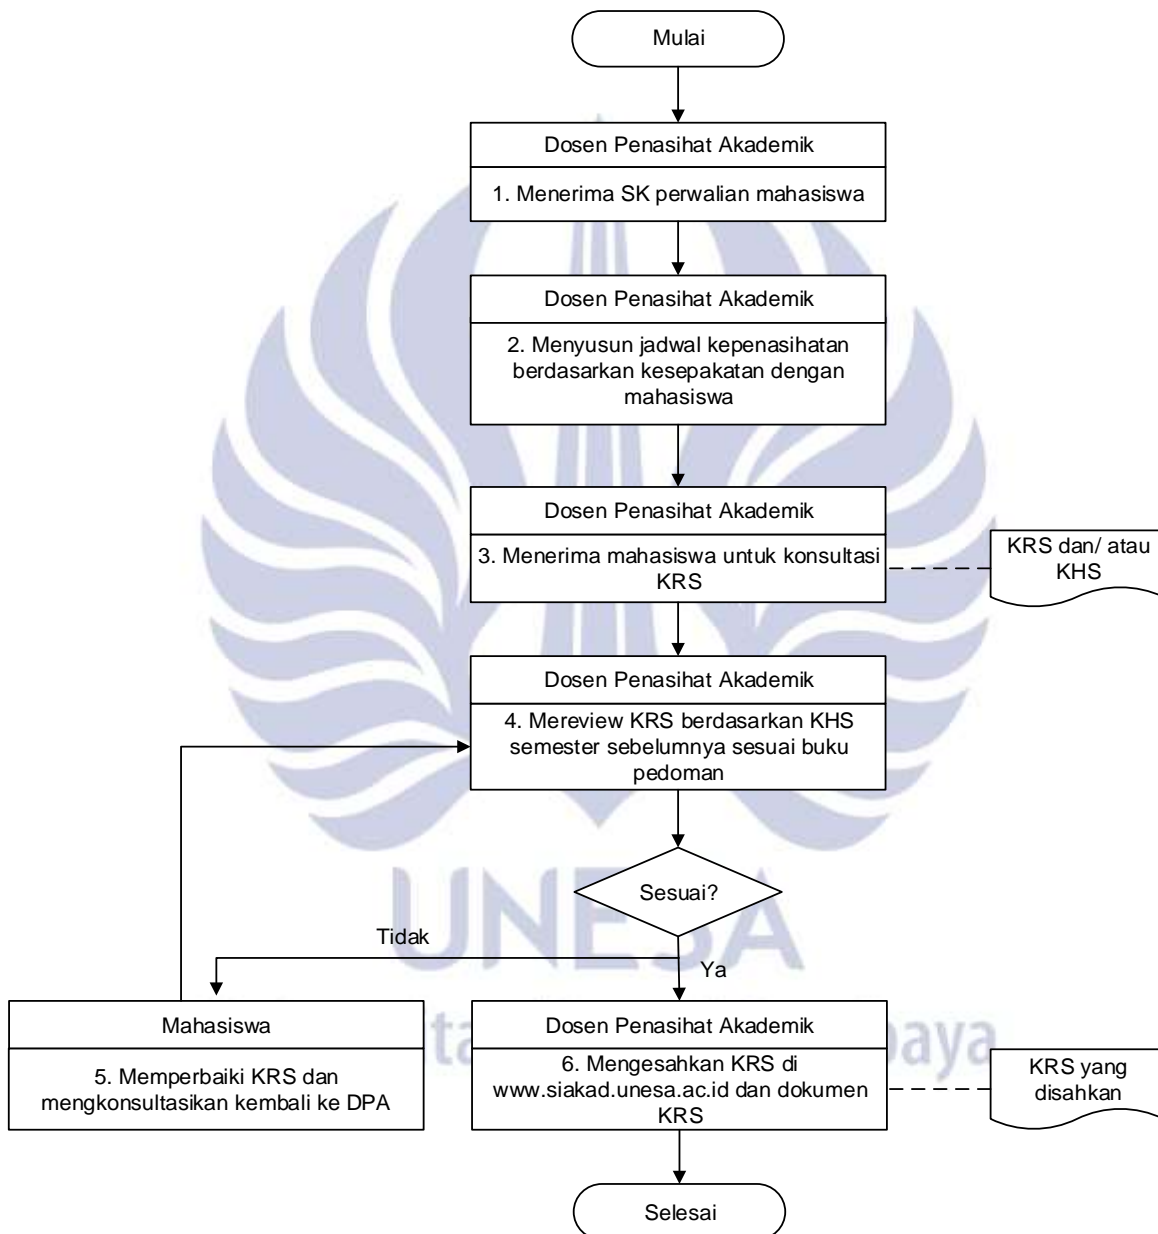 Mulai
Dosen Penasihat Akademik
1. Menerima SK perwalian mahasiswa
Dosen Penasihat Akademik
2. Menyusun jadwal kepenasihatan
berdasarkan kesepakatan dengan
mahasiswa
Dosen Penasihat Akademik
3. Menerima mahasiswa untuk konsultasi
KRS
KRS dan/ atau
KHS
Dosen Penasihat Akademik
4. Mereview KRS berdasarkan KHS
semester sebelumnya sesuai buku
pedoman
Sesuai?
UNESA
Tidak
Ya
Mahasiswa
5. Memperbaiki KRS dan
mengkonsultasikan kembali ke DPA
Dosen Penasihat Akademik
6. Mengesahkan KRS di
www.siakad.unesa.ac.id dan dokumen
KRS
KRS yang
disahkan
Selesai